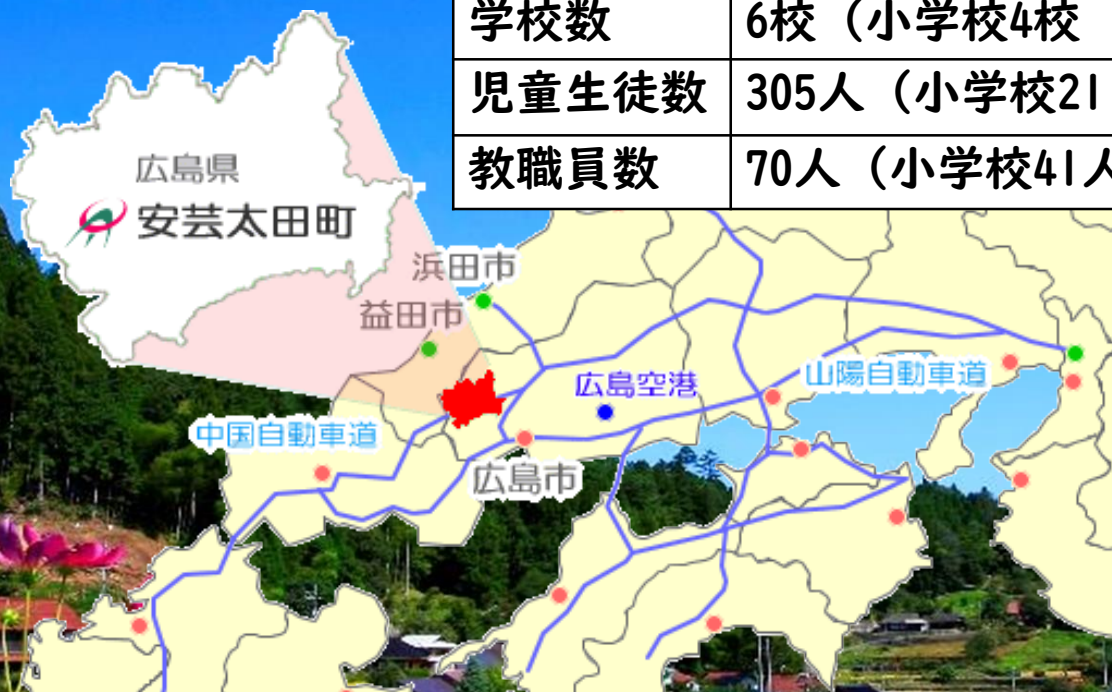 学校数 6校（小学校4校
児童生徒数 305人（小学校21
教職員数 70人（小学校41人
広島県
安芸太田町
浜田市
益田市
広島空港
山陽自動車道
中国自動車道
広島市